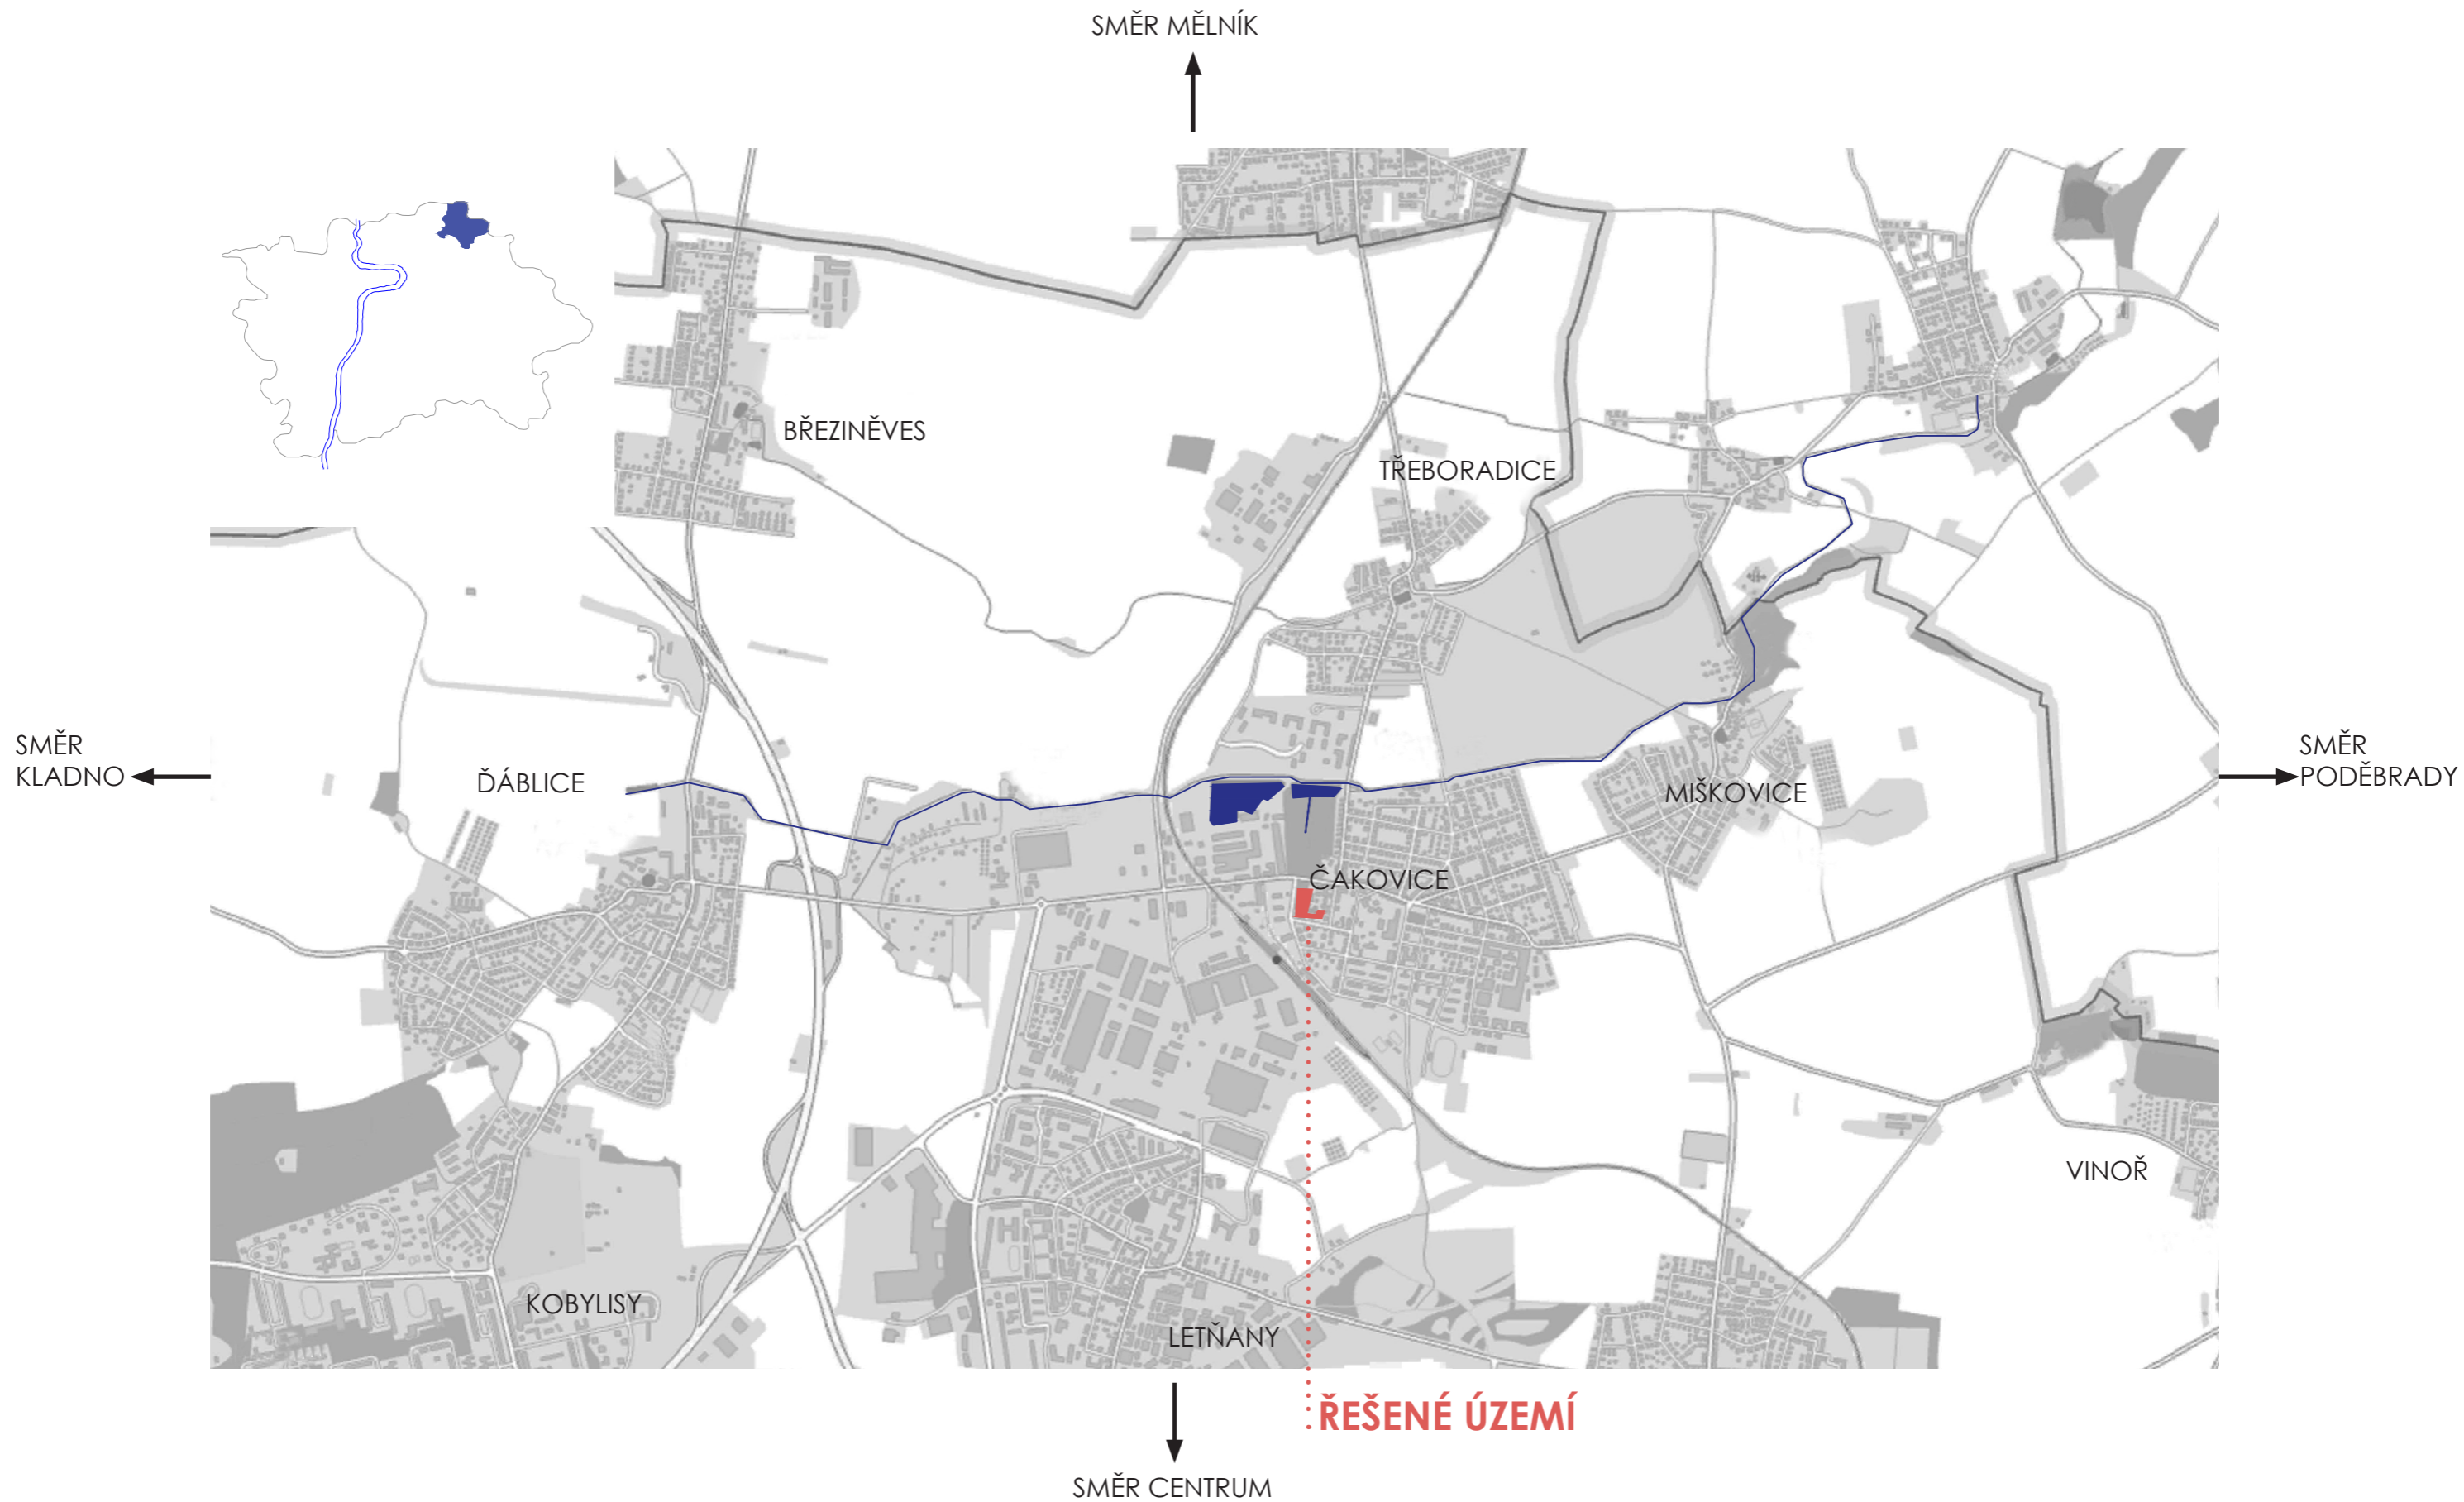 SMĚR MĚLNÍK
BŘEZINĚVES
TŘEBORADICE
SMĚR
KLADNO
ĎÁBLICE
MIŠKOVICE
SMĚR
PODĚBRADY
ČAKOVICE
VINOŘ
KOBYLISY
LETŇANY
ŘEŠENÉ ÚZEMÍ
SMĚR CENTRUM